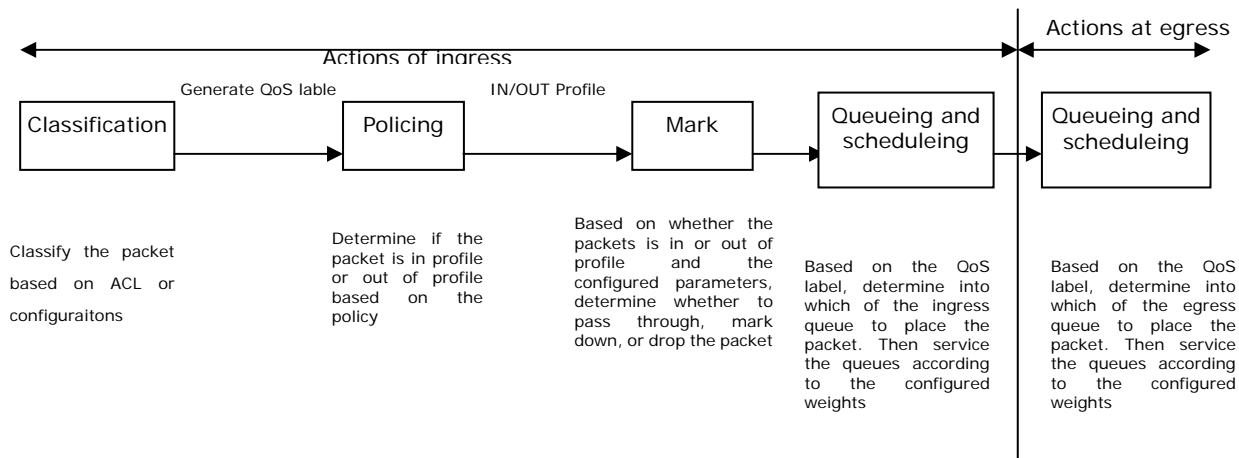 Actions at egress
Actions of ingress
Generate QoS lable
IN/OUT Profile
Classification
Policing
Mark
Queueing and
scheduleing
Queueing and
scheduleing
Classify the packet
based on ACL or
configuraitons
Determine if the
packet is in profile
or out of profile
based on the
policy
Based on whether the
packets is in or out of
profile and the
configured parameters,
determine whether to
pass through, mark
down, or drop the packet
Based on the QoS
label, determine into
which of the ingress
queue to place the
packet. Then service
the queues according
to the configured
weights
Based on the QoS
label, determine into
which of the egress
queue to place the
packet. Then service
the queues according
to the configured
weights